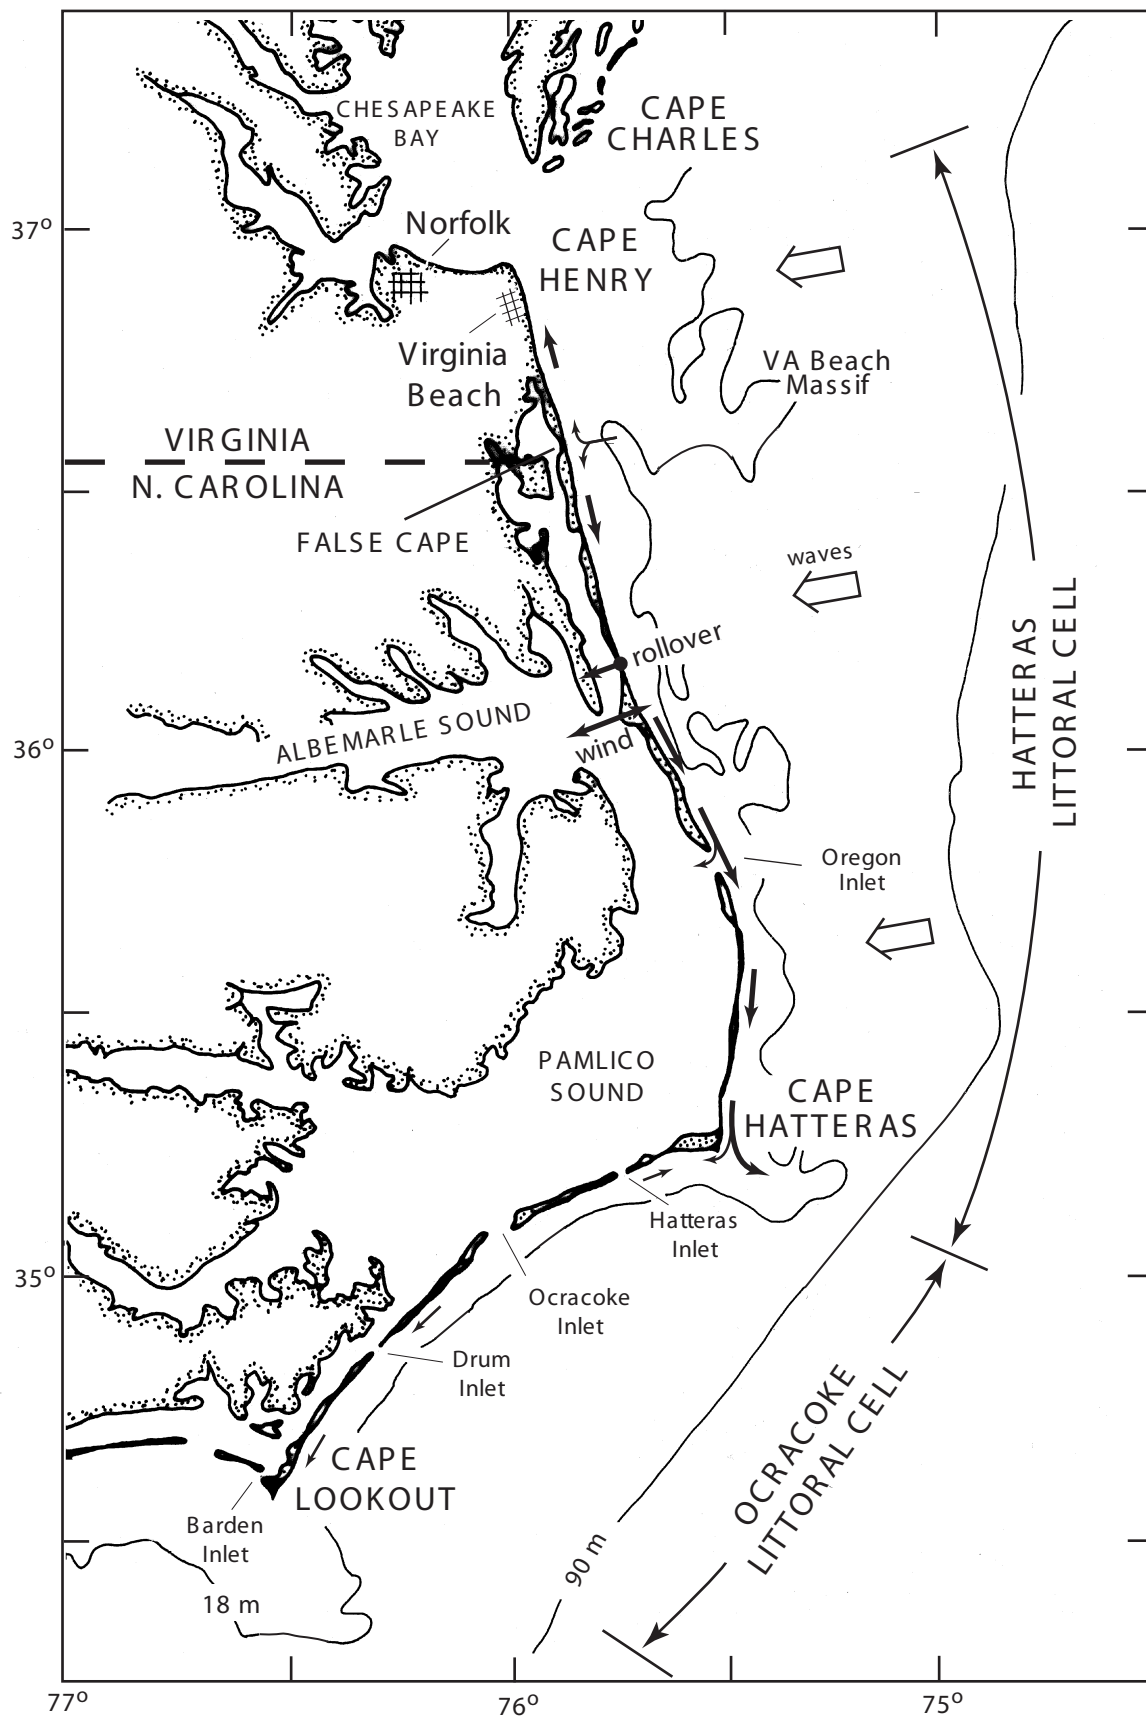 CHESAPEAKE
BAY
CAPE
CHARLES
37°
Norfolk
CAPE
HENRY
Virginia
Beach
VA Beach
Massif
VIRGINIA
N. CAROLINA
FALSE CAPE
waves
HATTERAS
LITTORAL CELL
rollover
ALBEMARLE SOUND
wind
36°
Oregon
Inlet
PAMLICO
SOUND
CAPE
HATTERAS
Hatteras
Inlet
35°
Ocracoke
Inlet
Drum
Inlet
OCRACOKE
LITTORAL CELL
CAPE
LOOKOUT
Barden
Inlet
90 m
18 m
77°
76°
75°